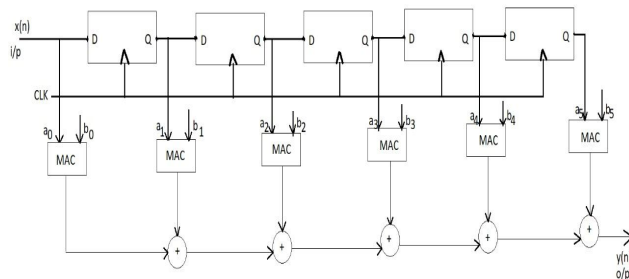 x(n)
i/p
D Q D Q D Q D Q D Q
CLK
a0 b0 a1 b1 a2 b2 a3 b3 a4 b4 a5 b5
MAC MAC MAC MAC MAC MAC
+ + + + +
y(n
o/p